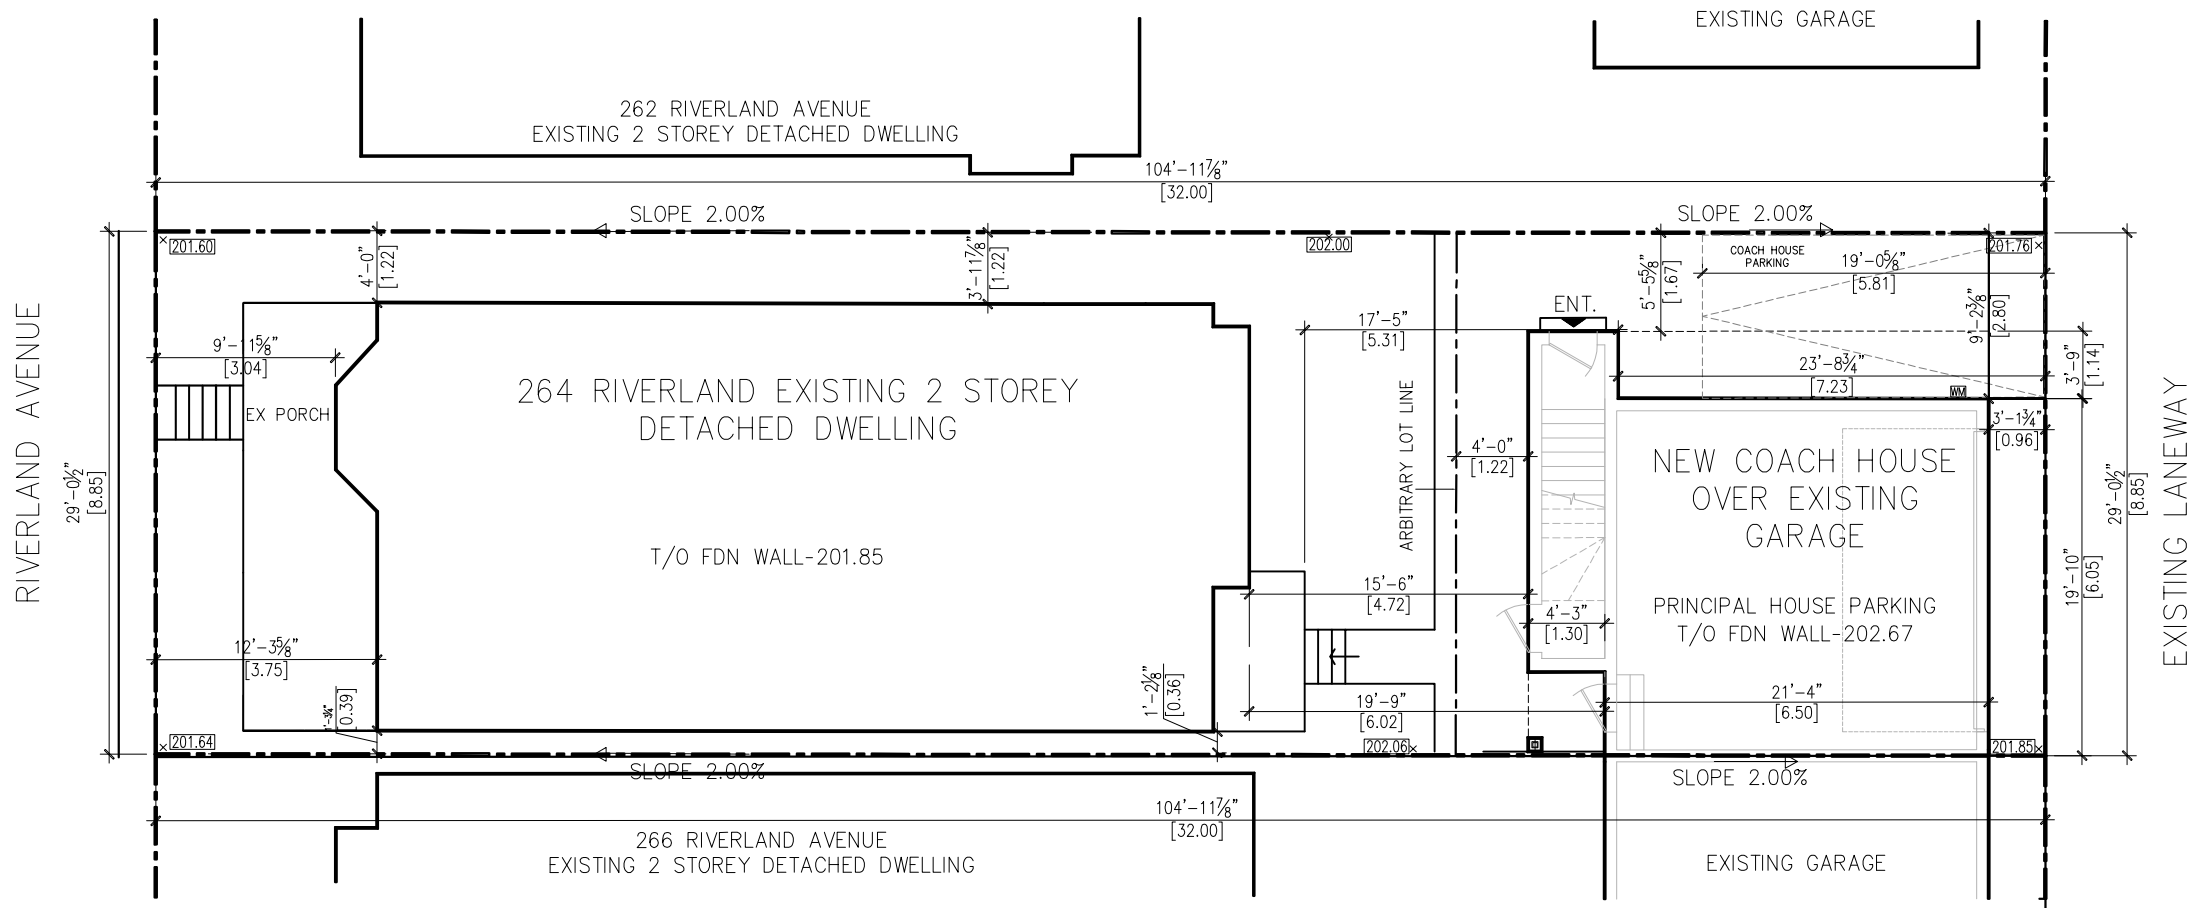 EXISTING GARAGE
262 RIVERLAND AVENUE
EXISTING 2 STOREY DETACHED DWELLING
104'-11⅞"
[32.00]
SLOPE 2.00%
SLOPE 2.00%
201.60
4'-0"
[1.22]
3'-11⅞"
[1.22]
202.00
5'-5⅝"
[1.67]
COACH HOUSE
PARKING
19'-0⅝"
[5.81]
201.76
9'-2⅜"
[2.80]
ENT.
17'-5"
[5.31]
9'-11⅝"
[3.04]
3'-9"
[1.14]
23'-8¾"
[7.23]
WM
RIVERLAND AVENUE
29'-0½"
[8.85]
EX PORCH
264 RIVERLAND EXISTING 2 STOREY
DETACHED DWELLING
T/O FDN WALL-201.85
ARBITRARY LOT LINE
4'-0"
[1.22]
3'-1¾"
[0.96]
NEW COACH HOUSE
OVER EXISTING
GARAGE
PRINCIPAL HOUSE PARKING
T/O FDN WALL-202.67
19'-10"
[6.05]
29'-0½"
[8.85]
EXISTING LANEWAY
15'-6"
[4.72]
4'-3"
[1.30]
12'-3⅝"
[3.75]
[0.39]
1'-2⅛"
[0.36]
19'-9"
[6.02]
21'-4"
[6.50]
201.64
202.06
201.85
SLOPE 2.00%
SLOPE 2.00%
104'-11⅞"
[32.00]
266 RIVERLAND AVENUE
EXISTING 2 STOREY DETACHED DWELLING
EXISTING GARAGE